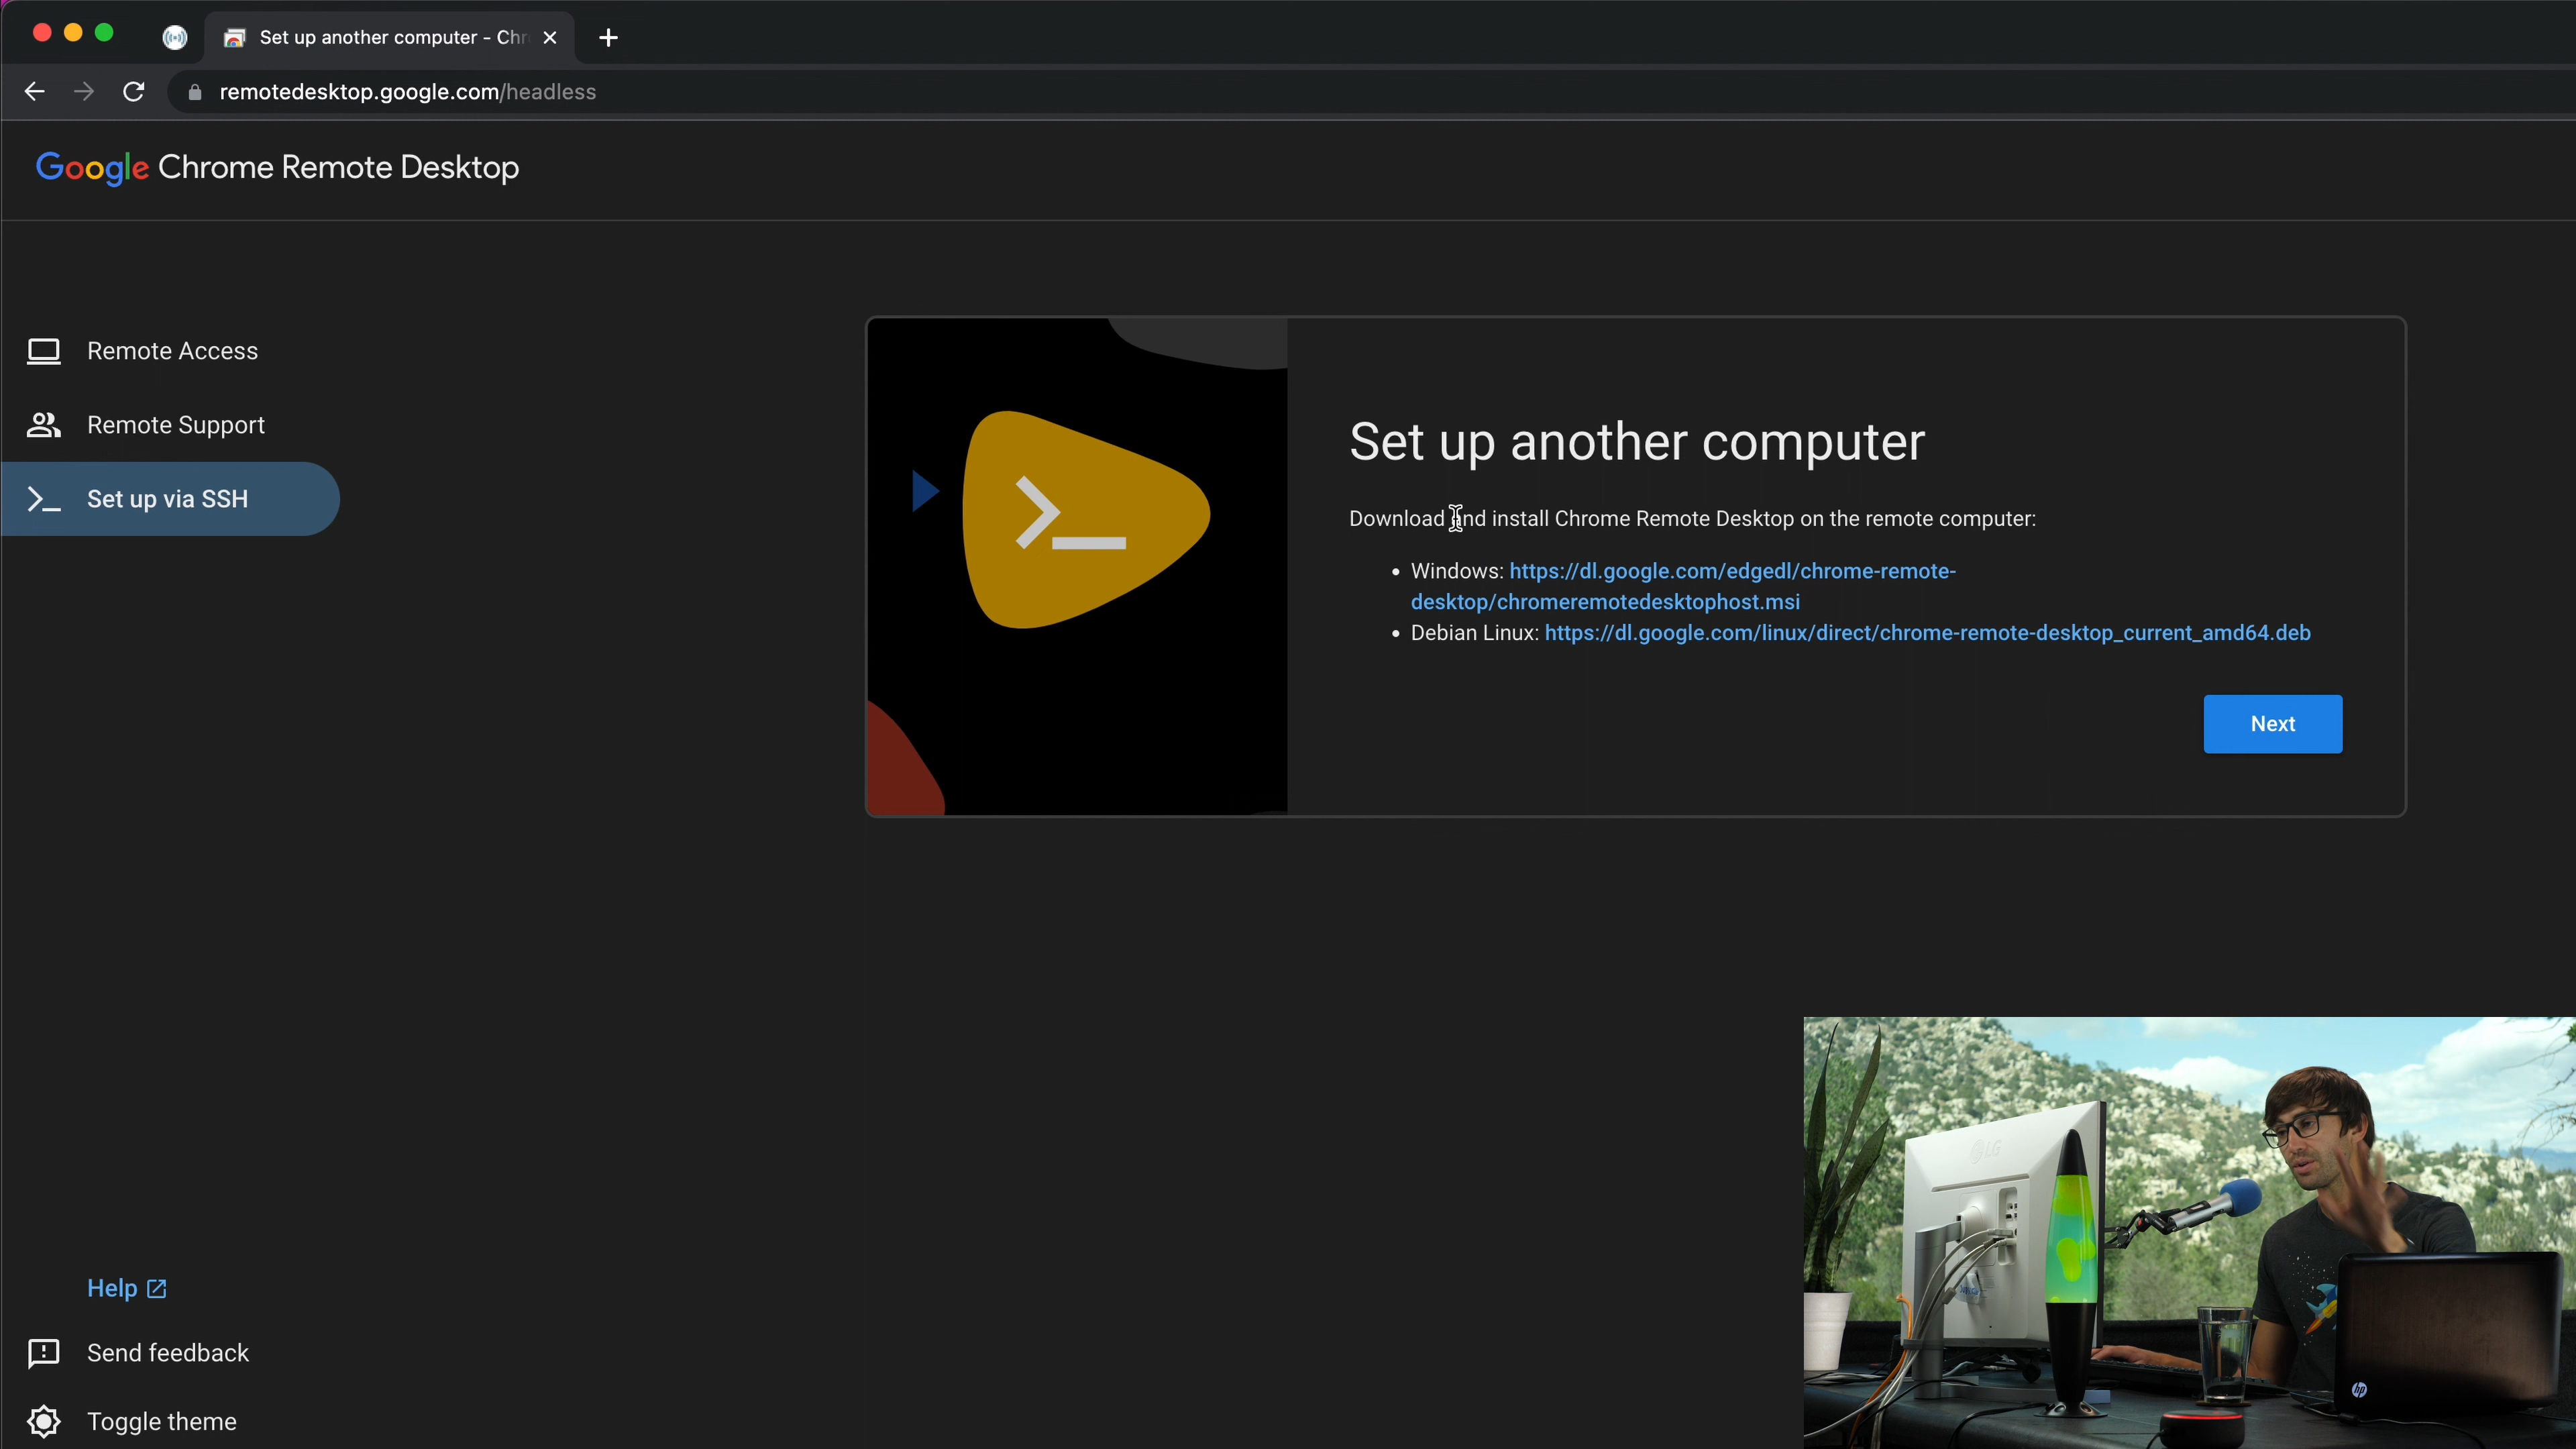 Set up another computer - Chr
remotedesktop.google.com/headless
Google Chrome Remote Desktop
Remote Access
Remote Support
Set up via SSH
Set up another computer
Download and install Chrome Remote Desktop on the remote computer:
• Windows: https://dl.google.com/edgedl/chrome-remote-
desktop/chromeremotedesktophost.msi
• Debian Linux: https://dl.google.com/linux/direct/chrome-remote-desktop_current_amd64.deb
Next
Help
Send feedback
Toggle theme
LG
hp